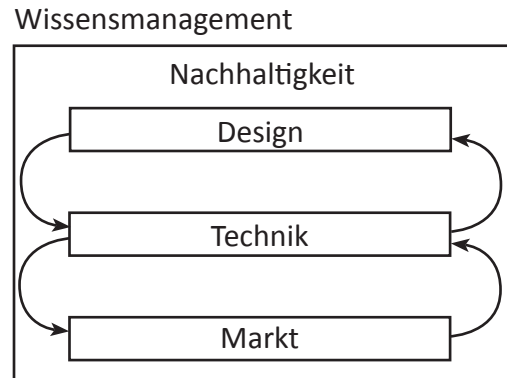 Wissensmanagement
Nachhaltigkeit
Design
Technik
Markt